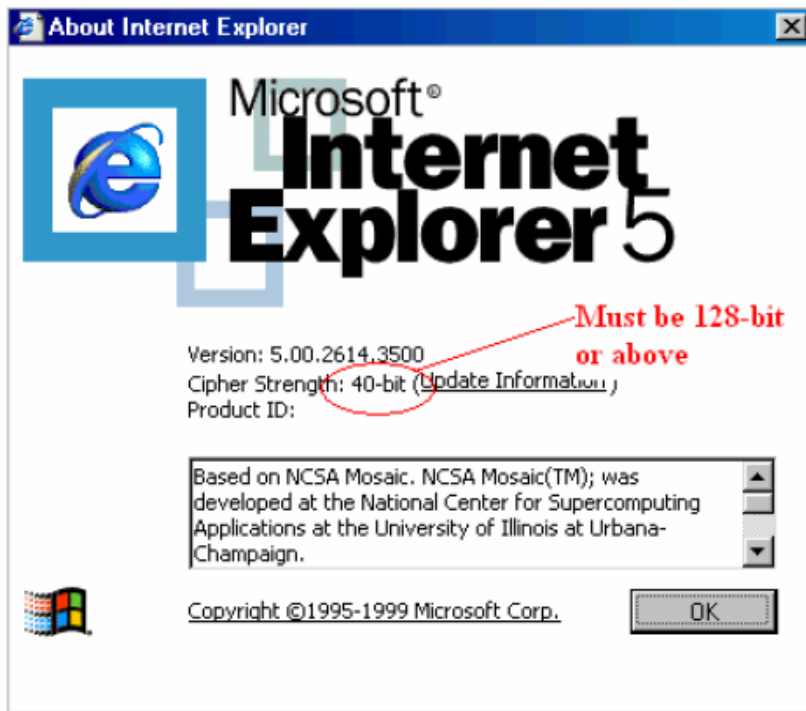 About Internet Explorer
Microsoft®
Internet
Explorer 5
Must be 128-bit
or above
Version: 5.00.2614.3500
Cipher Strength: 40-bit (Update Information)
Product ID:
Based on NCSA Mosaic. NCSA Mosaic(TM); was
developed at the National Center for Supercomputing
Applications at the University of Illinois at Urbana-
Champaign.
Copyright ©1995-1999 Microsoft Corp.
OK